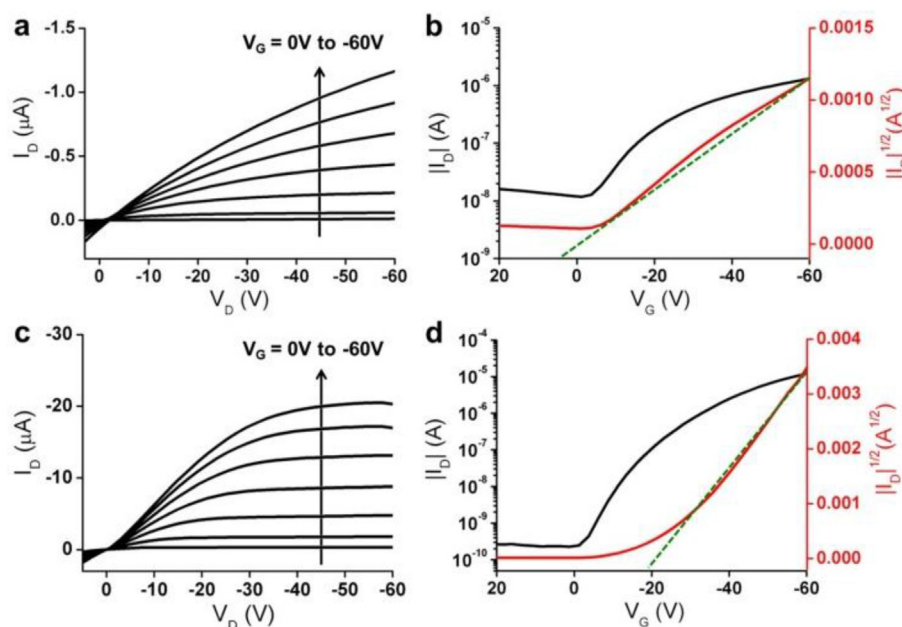 a
V_G = 0V to -60V
I_D (μA)
-1.5
-1.0
-0.5
0.0
0 -10 -20 -30 -40 -50 -60
V_D (V)
b
|I_D| (A)
10^-5
10^-6
10^-7
10^-8
10^-9
20 0 -20 -40 -60
V_G (V)
0.0015
0.0010
0.0005
0.0000
|I_D|^1/2 (A^1/2)
c
V_G = 0V to -60V
I_D (μA)
-30
-20
-10
0
0 -10 -20 -30 -40 -50 -60
V_D (V)
d
|I_D| (A)
10^-4
10^-5
10^-6
10^-7
10^-8
10^-9
10^-10
20 0 -20 -40 -60
V_G (V)
0.004
0.003
0.002
0.001
0.000
|I_D|^1/2 (A^1/2)